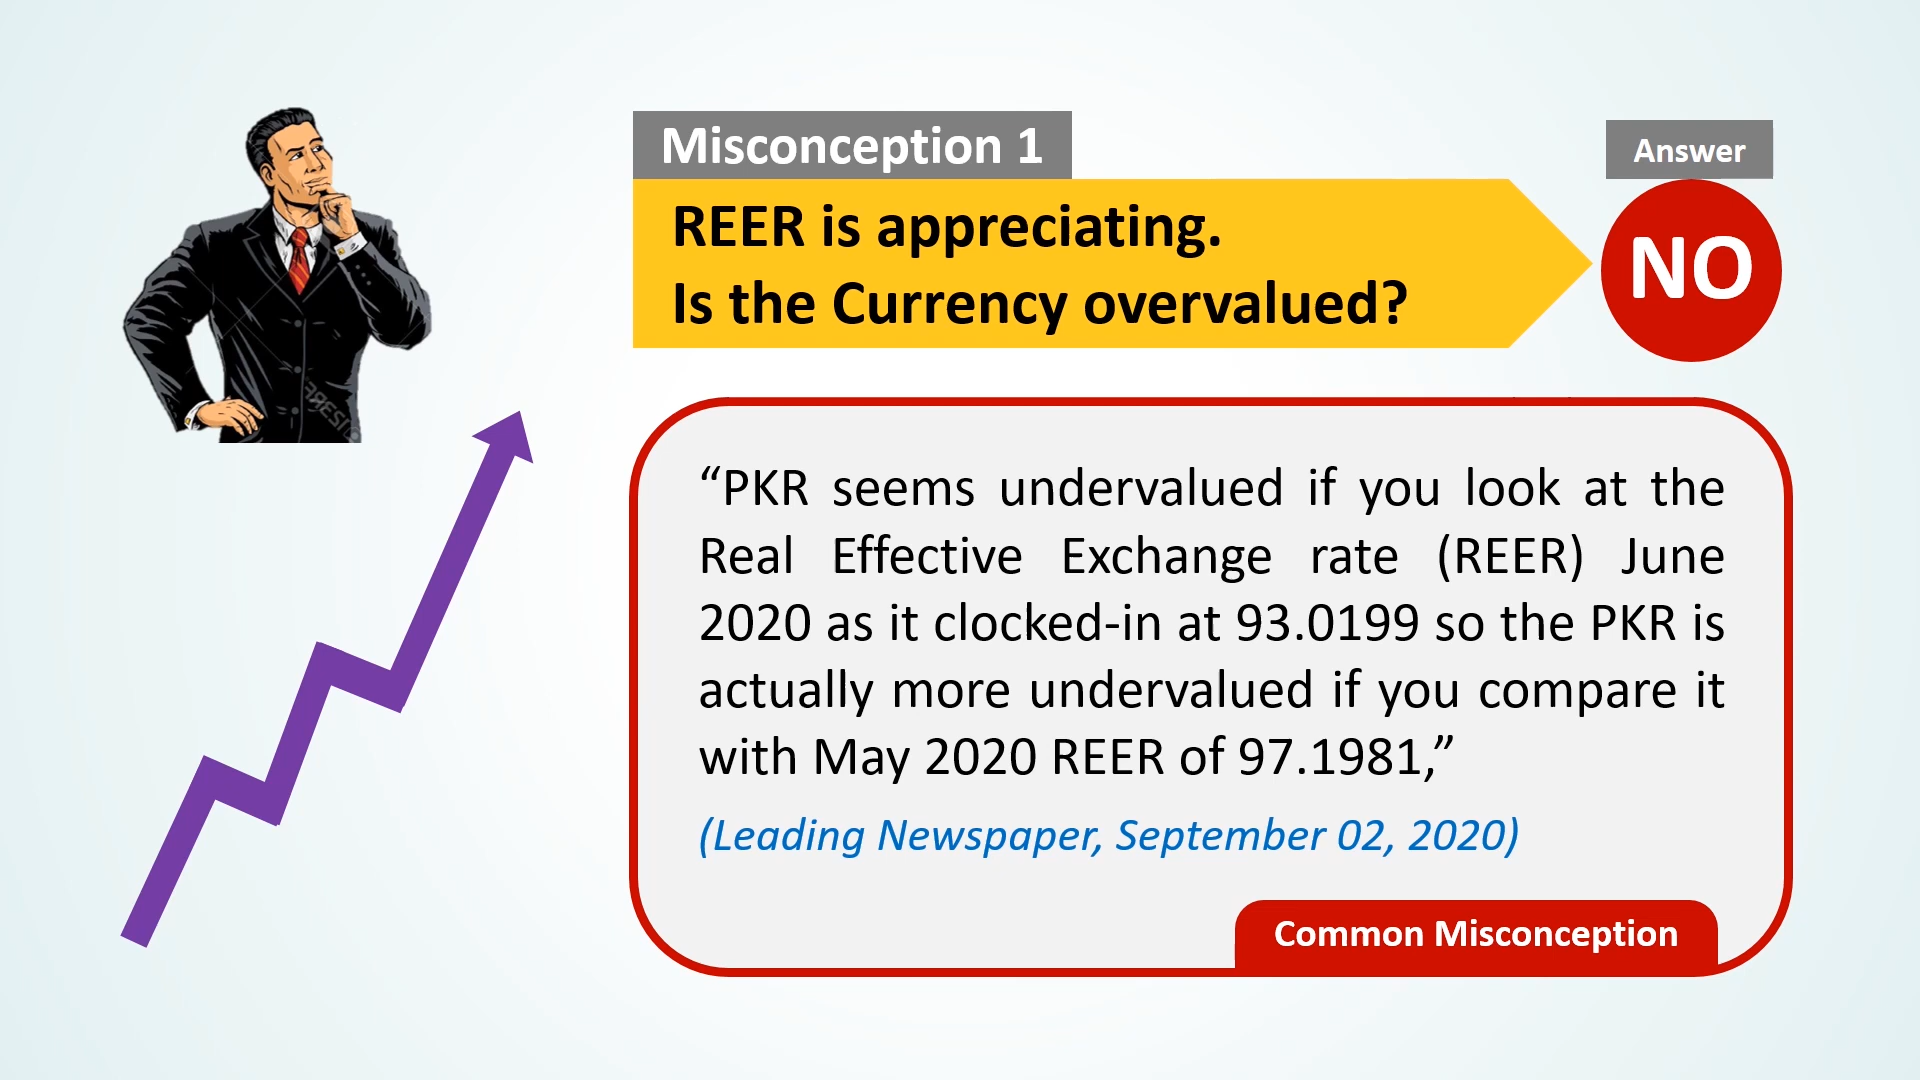 Misconception 1
Answer
REER is appreciating.
Is the Currency overvalued?
NO
“PKR seems undervalued if you look at the
Real Effective Exchange rate (REER) June
2020 as it clocked-in at 93.0199 so the PKR is
actually more undervalued if you compare it
with May 2020 REER of 97.1981,”
(Leading Newspaper, September 02, 2020)
Common Misconception